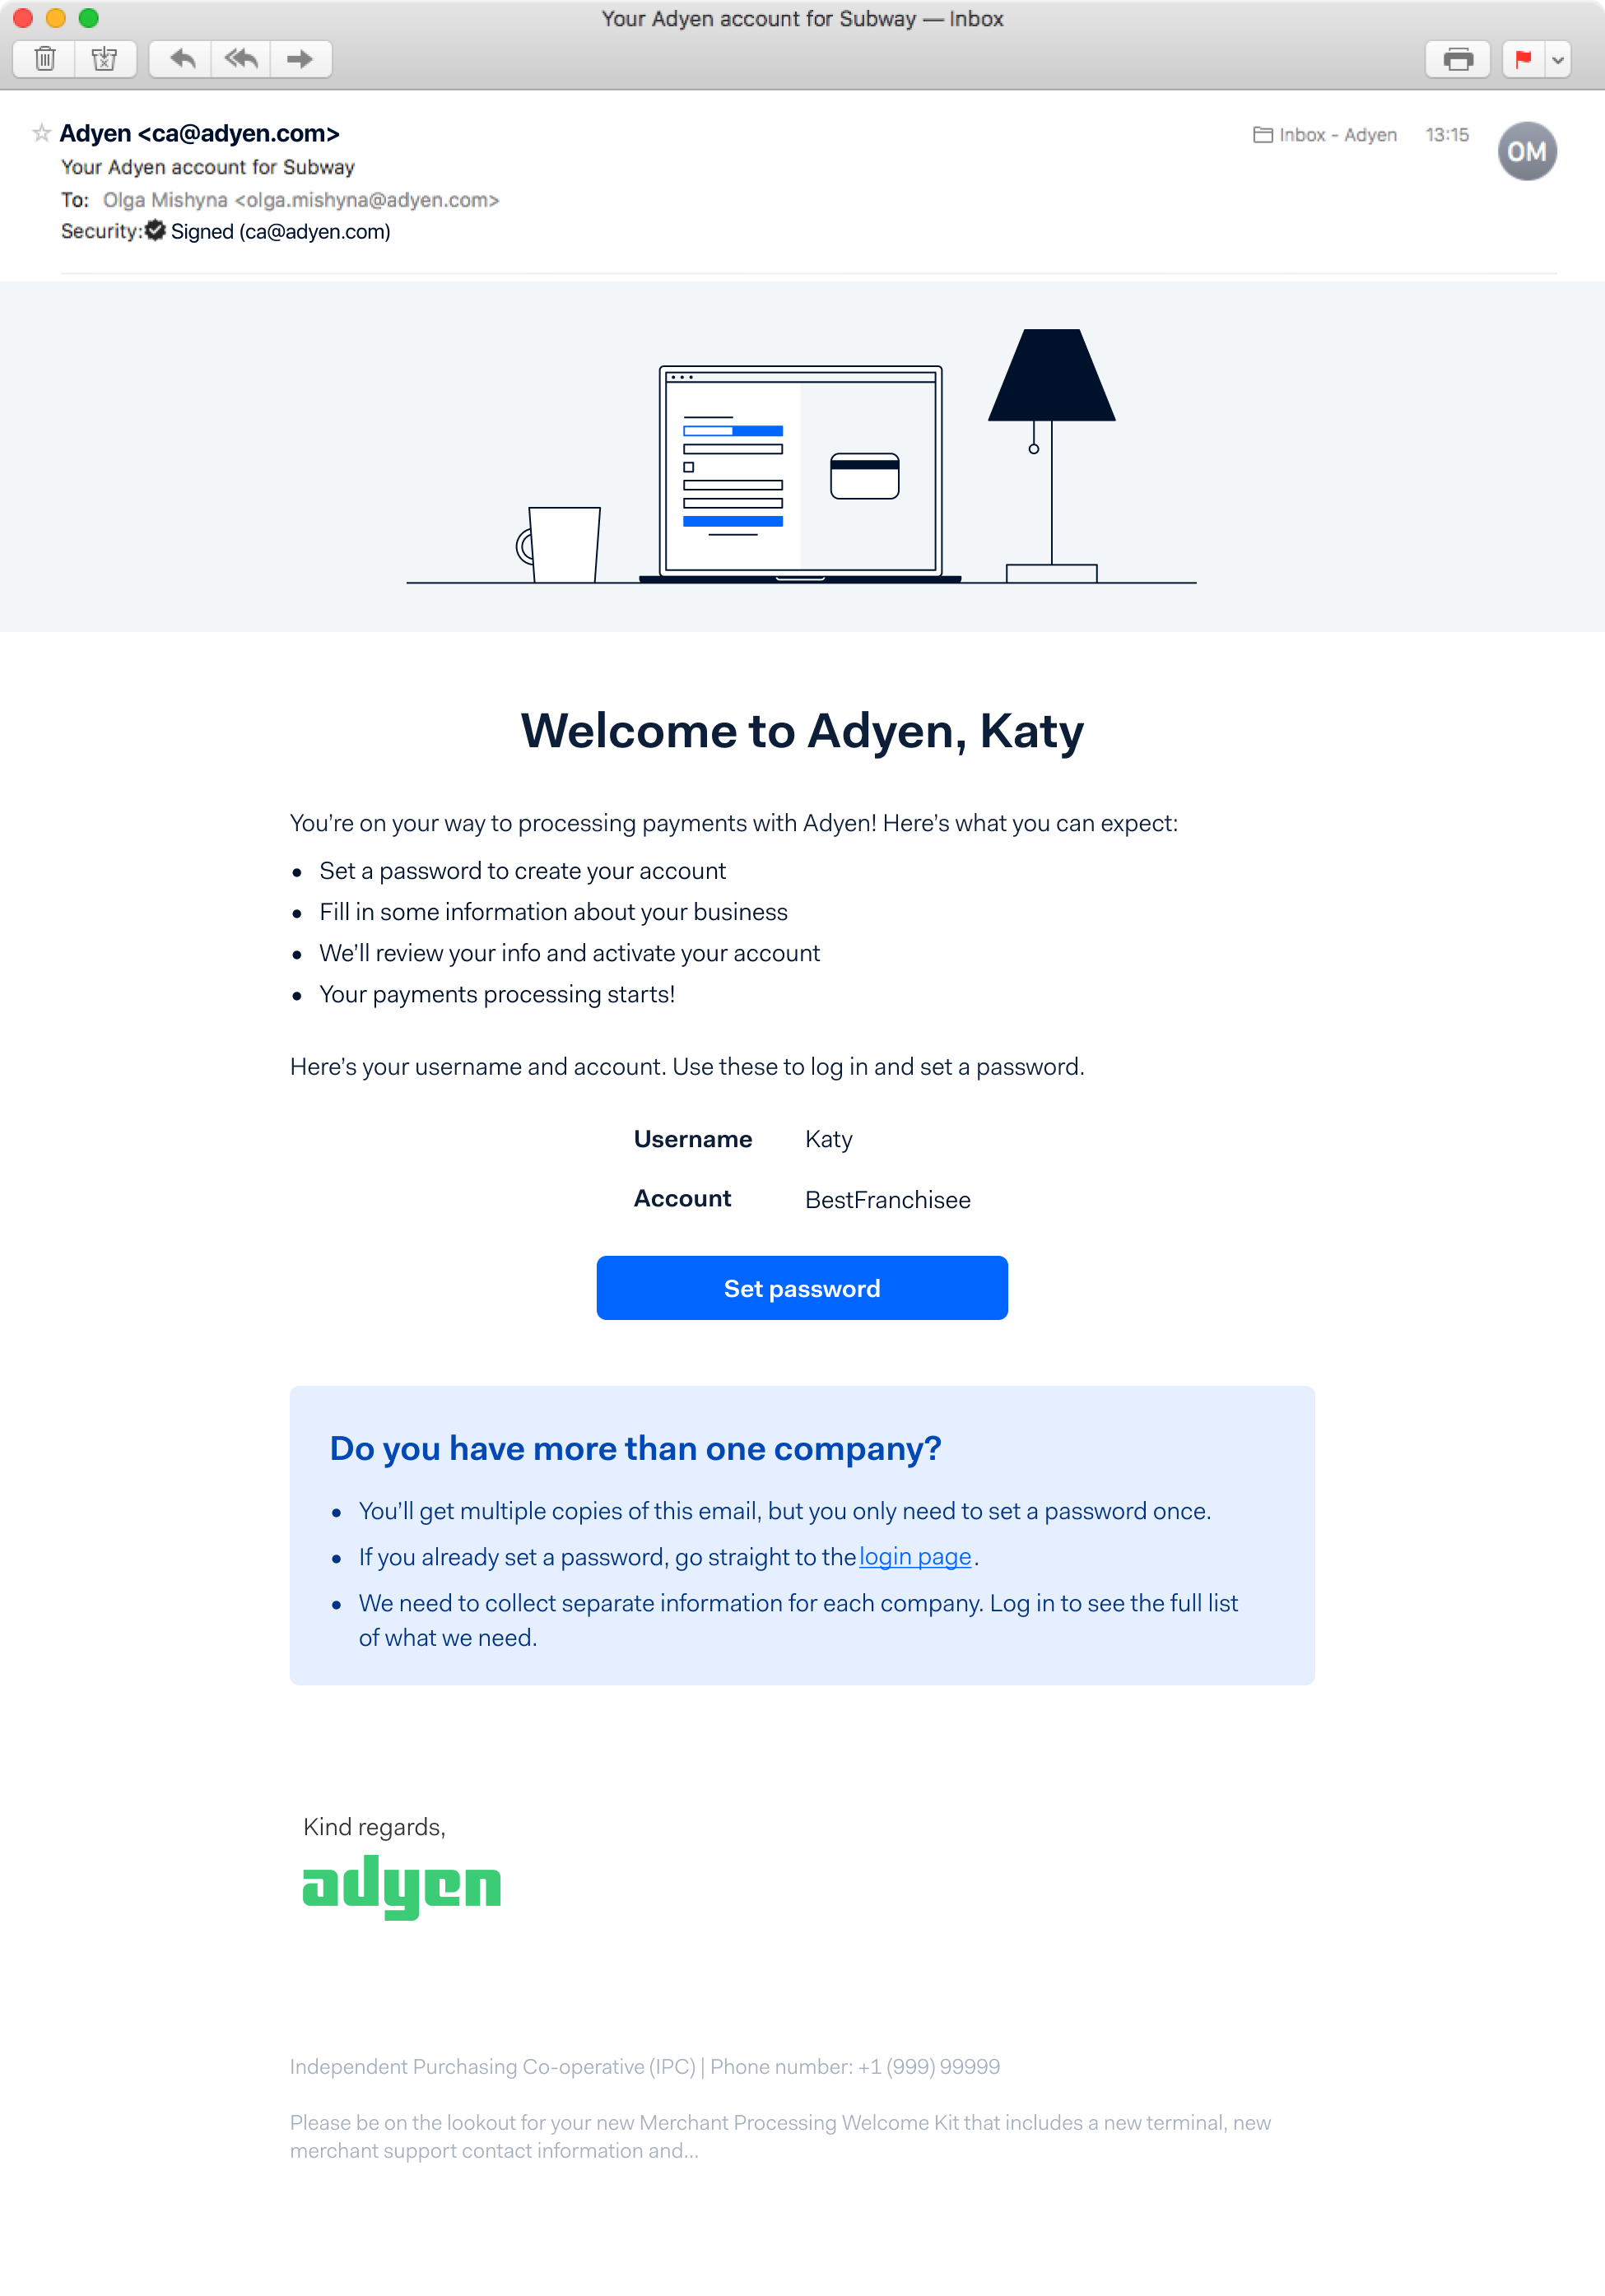 Your Adyen account for Subway — Inbox
Adyen <ca@adyen.com>
Inbox - Adyen 13:15
OM
Your Adyen account for Subway
To: Olga Mishyna <olga.mishyna@adyen.com>
Security: Signed (ca@adyen.com)
Welcome to Adyen, Katy
You’re on your way to processing payments with Adyen! Here’s what you can expect:
• Set a password to create your account
• Fill in some information about your business
• We’ll review your info and activate your account
• Your payments processing starts!
Here’s your username and account. Use these to log in and set a password.
Username Katy
Account BestFranchisee
Set password
Do you have more than one company?
• You’ll get multiple copies of this email, but you only need to set a password once.
• If you already set a password, go straight to the login page.
• We need to collect separate information for each company. Log in to see the full list
of what we need.
Kind regards,
adyen
Independent Purchasing Co-operative (IPC) | Phone number: +1 (999) 99999
Please be on the lookout for your new Merchant Processing Welcome Kit that includes a new terminal, new
merchant support contact information and...